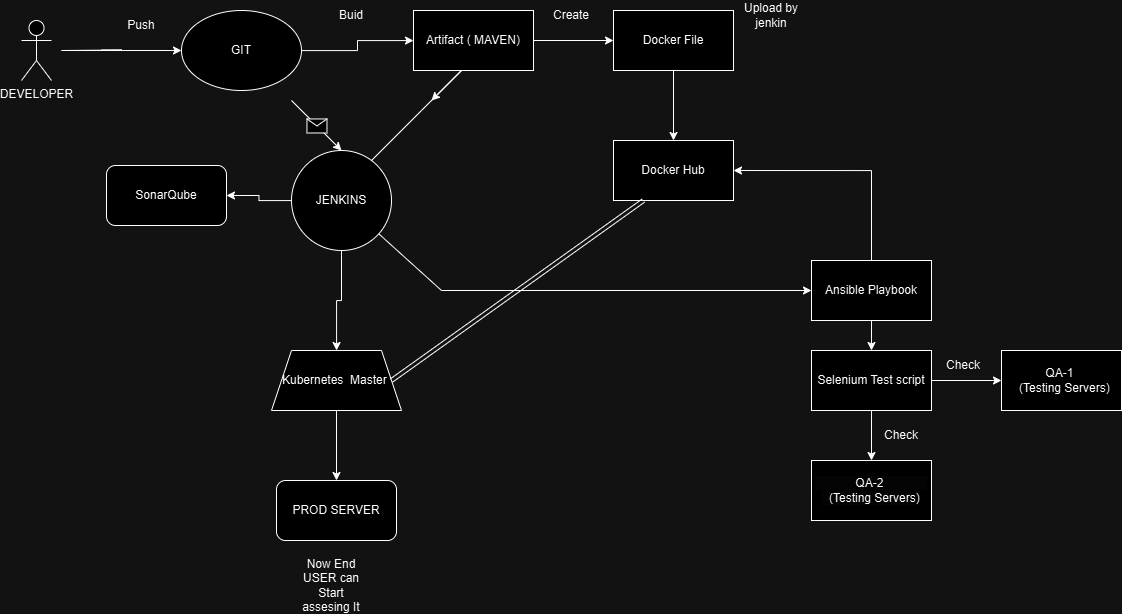 Push
Buid
Create
Upload by
jenkin
GIT
Artifact ( MAVEN)
Docker File
DEVELOPER
Docker Hub
SonarQube
JENKINS
Ansible Playbook
Kubernetes Master
Selenium Test script
Check
QA-1
(Testing Servers)
Check
QA-2
(Testing Servers)
PROD SERVER
Now End
USER can
Start
assesing It